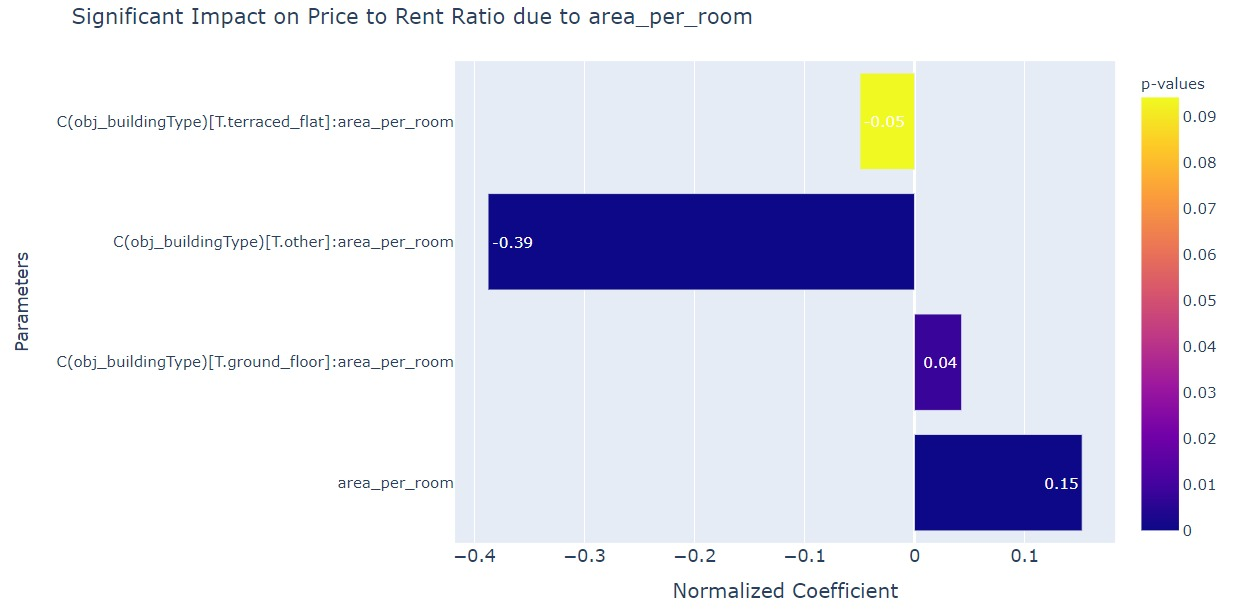 Significant Impact on Price to Rent Ratio due to area_per_room
p-values
C(obj_buildingType)[T.terraced_flat]:area_per_room
-0.05
C(obj_buildingType)[T.other]:area_per_room
-0.39
C(obj_buildingType)[T.ground_floor]:area_per_room
0.04
area_per_room
0.15
Parameters
−0.4
−0.3
−0.2
−0.1
0
0.1
Normalized Coefficient
0.09
0.08
0.07
0.06
0.05
0.04
0.03
0.02
0.01
0